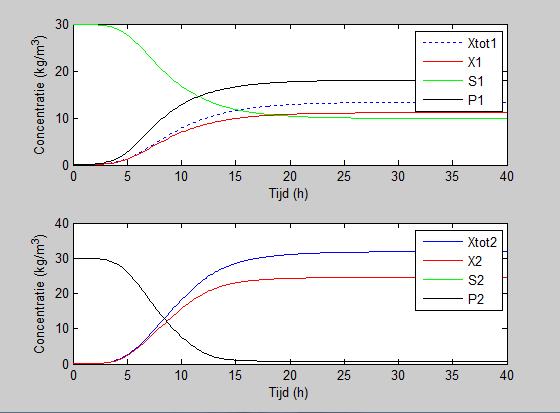 30
20
10
0
Concentratie (kg/m³)
Xtot1
X1
S1
P1
0 5 10 15 20 25 30 35 40
Tijd (h)
40
30
20
10
0
Concentratie (kg/m³)
Xtot2
X2
S2
P2
0 5 10 15 20 25 30 35 40
Tijd (h)